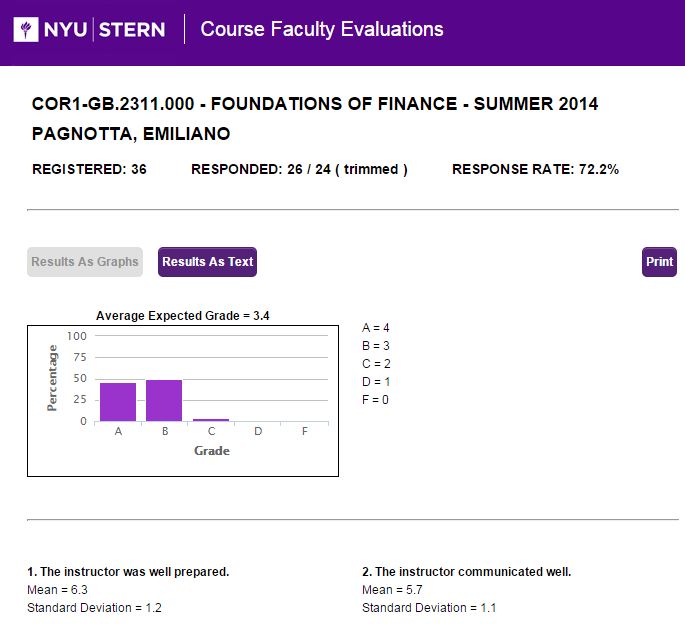 NYU STERN Course Faculty Evaluations
COR1-GB.2311.000 - FOUNDATIONS OF FINANCE - SUMMER 2014
PAGNOTTA, EMILIANO
REGISTERED: 36 RESPONDED: 26 / 24 ( trimmed ) RESPONSE RATE: 72.2%
Results As Graphs Results As Text Print
Average Expected Grade = 3.4
100
75
50
25
0
Percentage
A B C D F
Grade
A = 4
B = 3
C = 2
D = 1
F = 0
1. The instructor was well prepared.
Mean = 6.3
Standard Deviation = 1.2
2. The instructor communicated well.
Mean = 5.7
Standard Deviation = 1.1